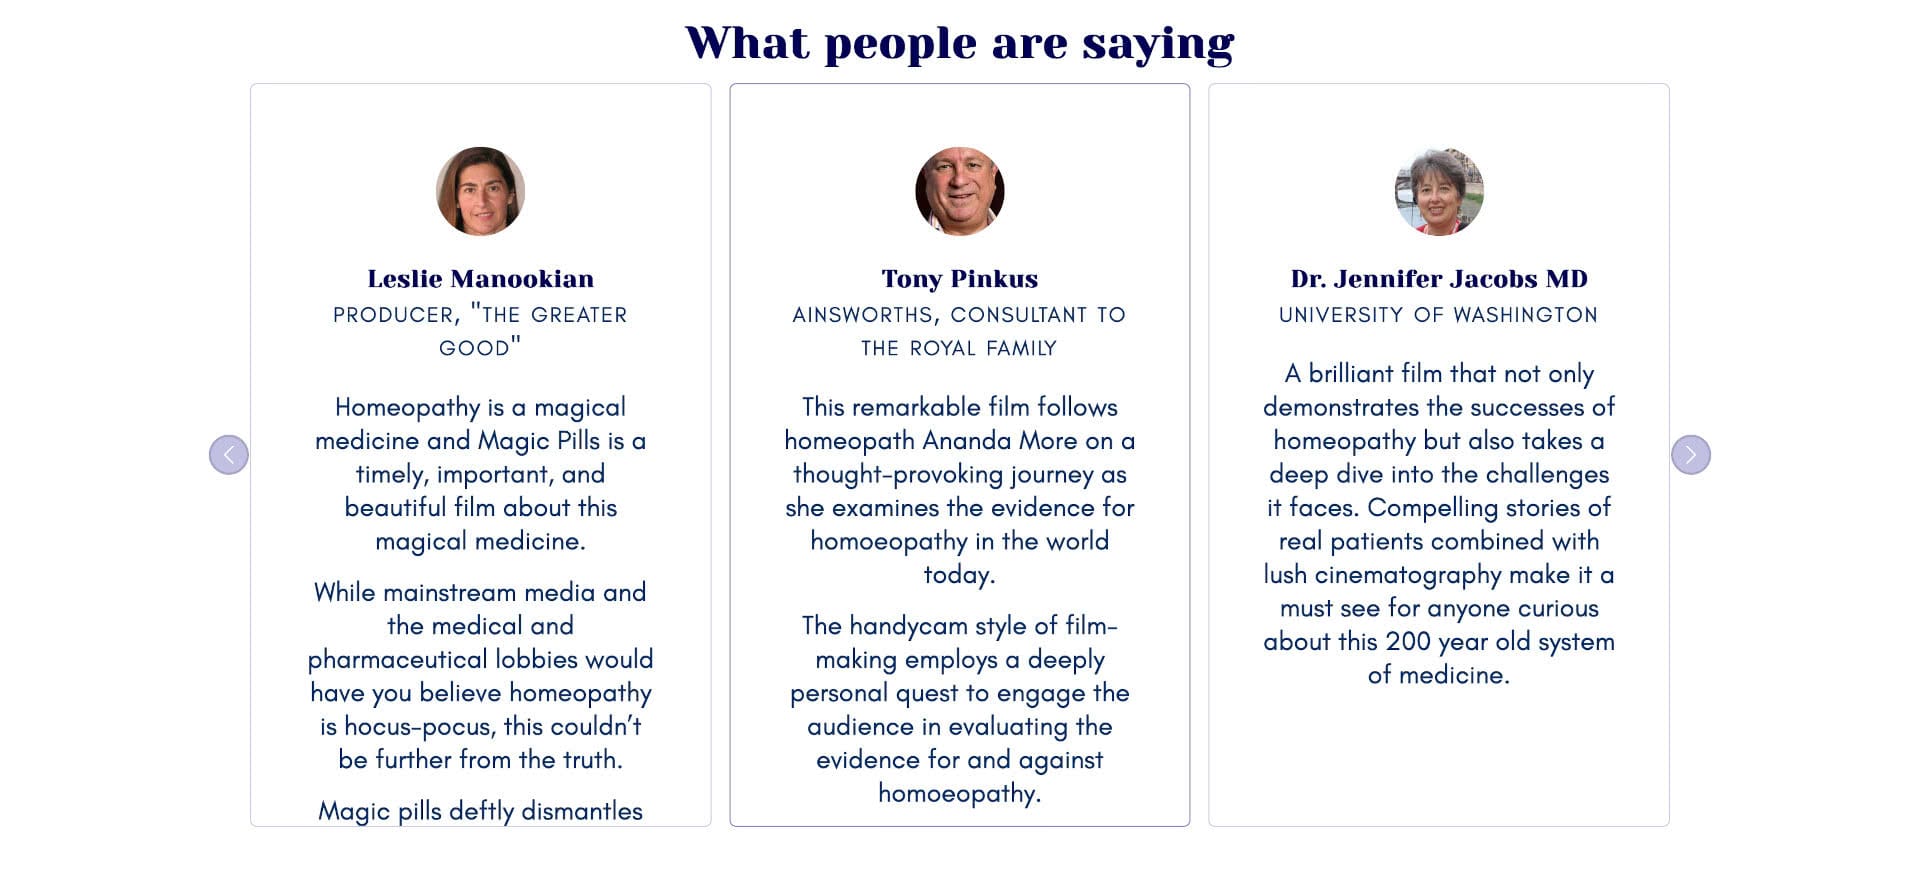 What people are saying
Leslie Manookian
PRODUCER, "THE GREATER
GOOD"
Homeopathy is a magical
medicine and Magic Pills is a
timely, important, and
beautiful film about this
magical medicine.
While mainstream media and
the medical and
pharmaceutical lobbies would
have you believe homeopathy
is hocus-pocus, this couldn’t
be further from the truth.
Magic pills deftly dismantles
Tony Pinkus
AINSWORTHS, CONSULTANT TO
THE ROYAL FAMILY
This remarkable film follows
homeopath Ananda More on a
thought-provoking journey as
she examines the evidence for
homoeopathy in the world
today.
The handycam style of film-
making employs a deeply
personal quest to engage the
audience in evaluating the
evidence for and against
homoeopathy.
Dr. Jennifer Jacobs MD
UNIVERSITY OF WASHINGTON
A brilliant film that not only
demonstrates the successes of
homeopathy but also takes a
deep dive into the challenges
it faces. Compelling stories of
real patients combined with
lush cinematography make it a
must see for anyone curious
about this 200 year old system
of medicine.